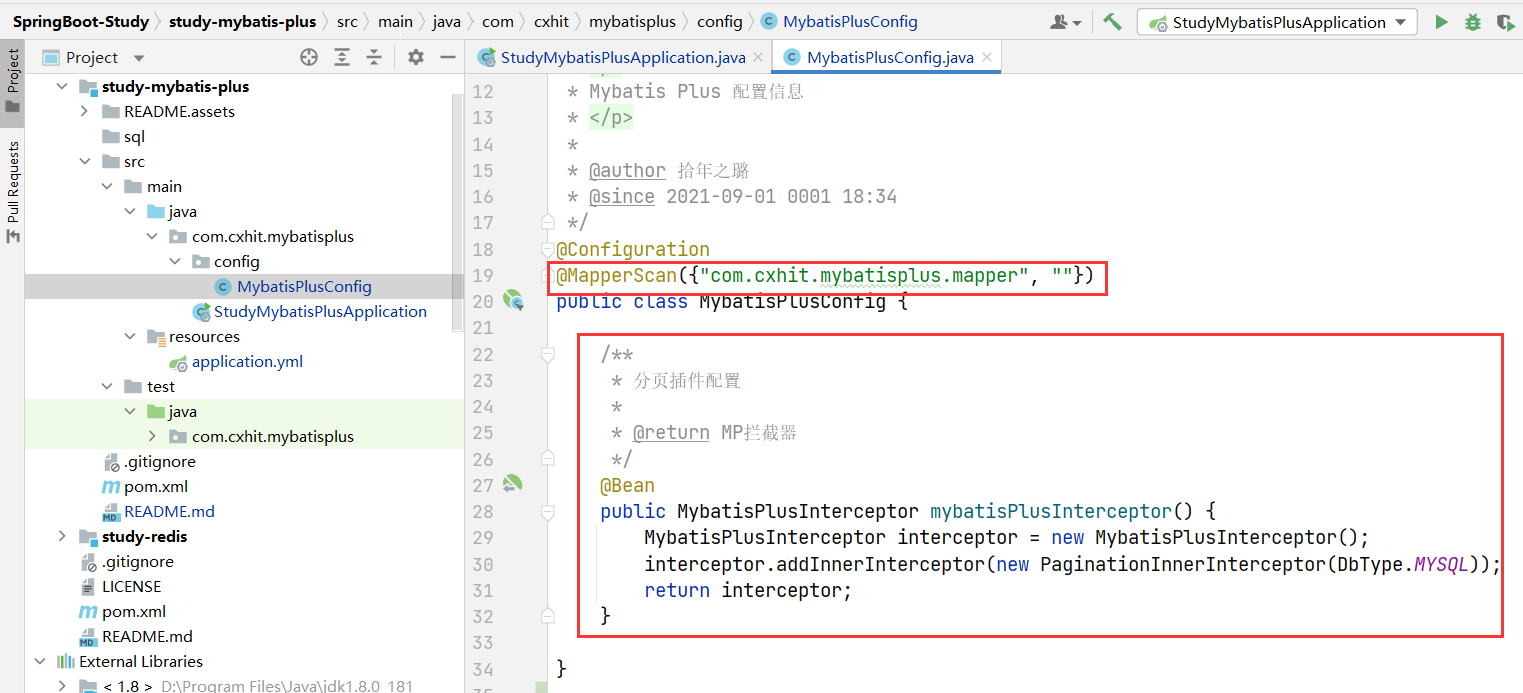 SpringBoot-Study study-mybatis-plus src main java com cxhit mybatisplus config MybatisPlusConfig StudyMybatisPlusApplication
Project
Pull Requests
Project
study-mybatis-plus
README.assets
sql
src
main
java
com.cxhit.mybatisplus
config
MybatisPlusConfig
StudyMybatisPlusApplication
resources
application.yml
test
java
com.cxhit.mybatisplus
.gitignore
pom.xml
README.md
study-redis
.gitignore
LICENSE
pom.xml
README.md
External Libraries
< 1.8 > D:\Program Files\Java\jdk1.8.0_181
StudyMybatisPlusApplication.java MybatisPlusConfig.java
12 * Mybatis Plus 配置信息
13 * </p>
14 *
15 * @author 拾年之璐
16 * @since 2021-09-01 0001 18:34
17 */
18 @Configuration
19 @MapperScan({"com.cxhit.mybatisplus.mapper", ""})
20 public class MybatisPlusConfig {
21
22 /**
23 * 分页插件配置
24 *
25 * @return MP拦截器
26 */
27 @Bean
28 public MybatisPlusInterceptor mybatisPlusInterceptor() {
29 MybatisPlusInterceptor interceptor = new MybatisPlusInterceptor();
30 interceptor.addInnerInterceptor(new PaginationInnerInterceptor(DbType.MYSQL));
31 return interceptor;
32 }
33
34 }
35